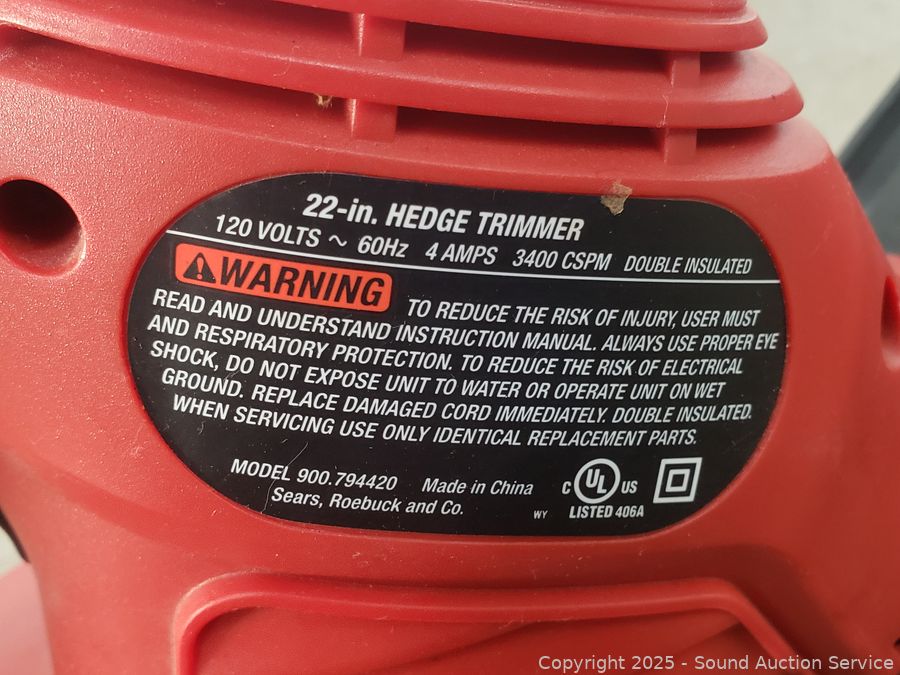 22-in. HEDGE TRIMMER
120 VOLTS ~ 60Hz 4 AMPS 3400 CSPM DOUBLE INSULATED
WARNING TO REDUCE THE RISK OF INJURY, USER MUST
READ AND UNDERSTAND INSTRUCTION MANUAL. ALWAYS USE PROPER EYE
AND RESPIRATORY PROTECTION. TO REDUCE THE RISK OF ELECTRICAL
SHOCK, DO NOT EXPOSE UNIT TO WATER OR OPERATE UNIT ON WET
GROUND. REPLACE DAMAGED CORD IMMEDIATELY. DOUBLE INSULATED.
WHEN SERVICING USE ONLY IDENTICAL REPLACEMENT PARTS.
MODEL 900.794420 Made in China
Sears, Roebuck and Co.
WY
C UL US
LISTED 406A
Copyright 2025 - Sound Auction Service